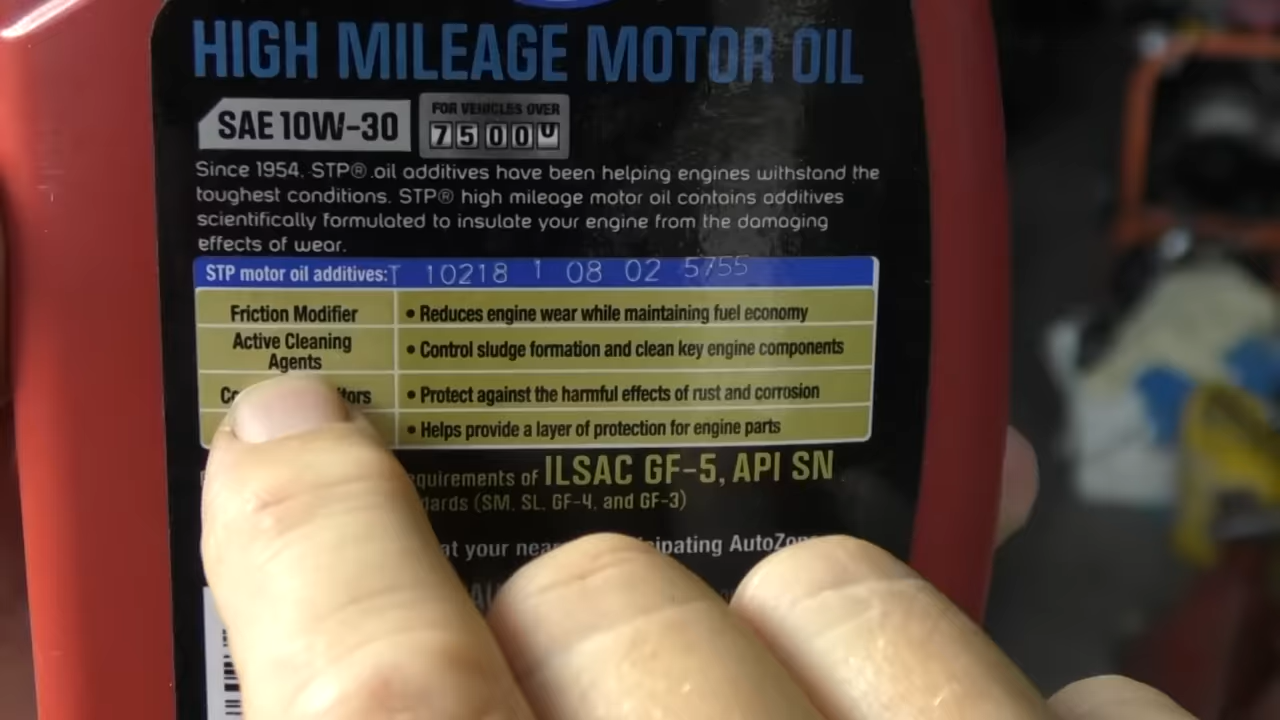 HIGH MILEAGE MOTOR OIL
SAE 10W-30
FOR VEHICLES OVER
75000
Since 1954, STP® oil additives have been helping engines withstand the
toughest conditions. STP® high mileage motor oil contains additives
scientifically formulated to insulate your engine from the damaging
effects of wear.
STP motor oil additives: T 10218 1 08 02 5755
Friction Modifier
• Reduces engine wear while maintaining fuel economy
Active Cleaning
Agents
• Control sludge formation and clean key engine components
• Protect against the harmful effects of rust and corrosion
• Helps provide a layer of protection for engine parts
of ILSAC GF-5, API SN
(SM, SL, GF-4, and GF-3)
at your